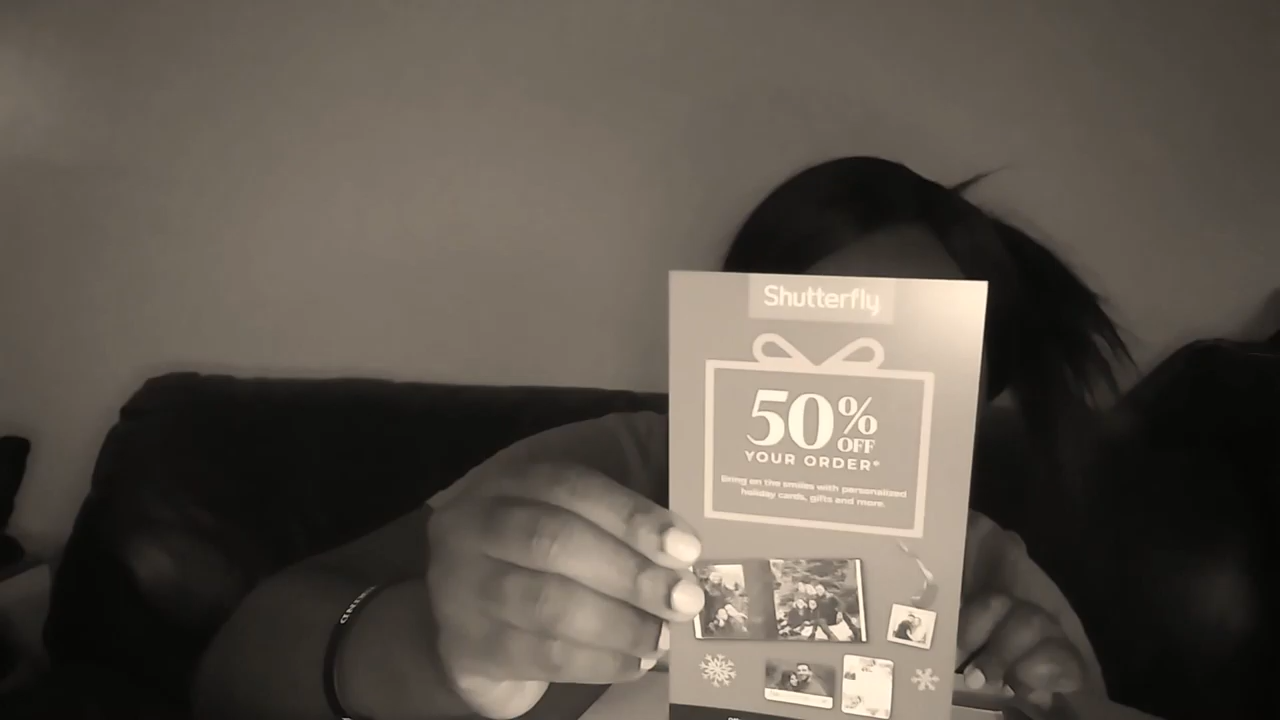 Shutterfly
50%
OFF
YOUR ORDER*
Bring on the smiles with personalized
holiday cards, gifts and more.